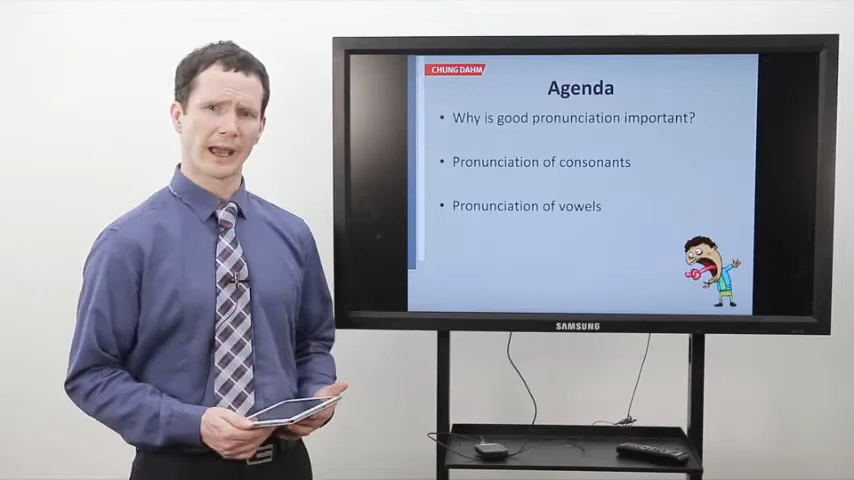 CHUNG DAHM
Agenda
• Why is good pronunciation important?
• Pronunciation of consonants
• Pronunciation of vowels
SAMSUNG